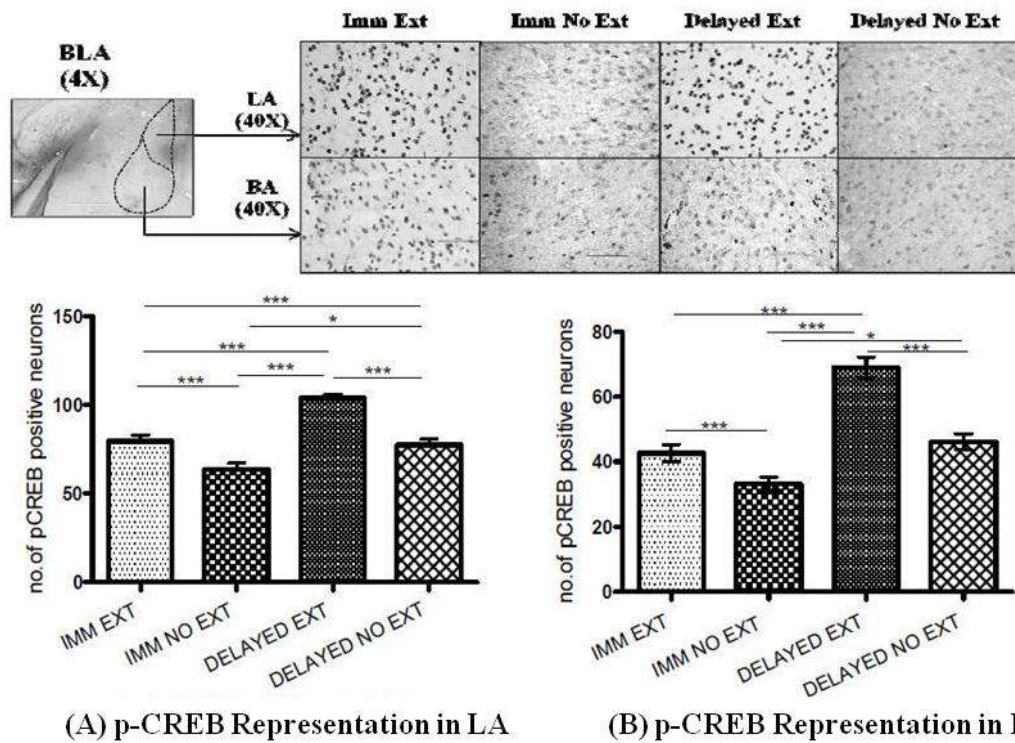 Imm Ext Imm No Ext Delayed Ext Delayed No Ext
BLA
(4X)
LA
(40X)
BA
(40X)
***
*
***
*** *** ***
150
100
50
0
no.of pCREB positive neurons
IMM EXT
IMM NO EXT
DELAYED EXT
DELAYED NO EXT
(A) p-CREB Representation in LA
***
***
*
***
***
80
60
40
20
0
no.of pCREB positive neurons
IMM EXT
IMM NO EXT
DELAYED EXT
DELAYED NO EXT
(B) p-CREB Representation in